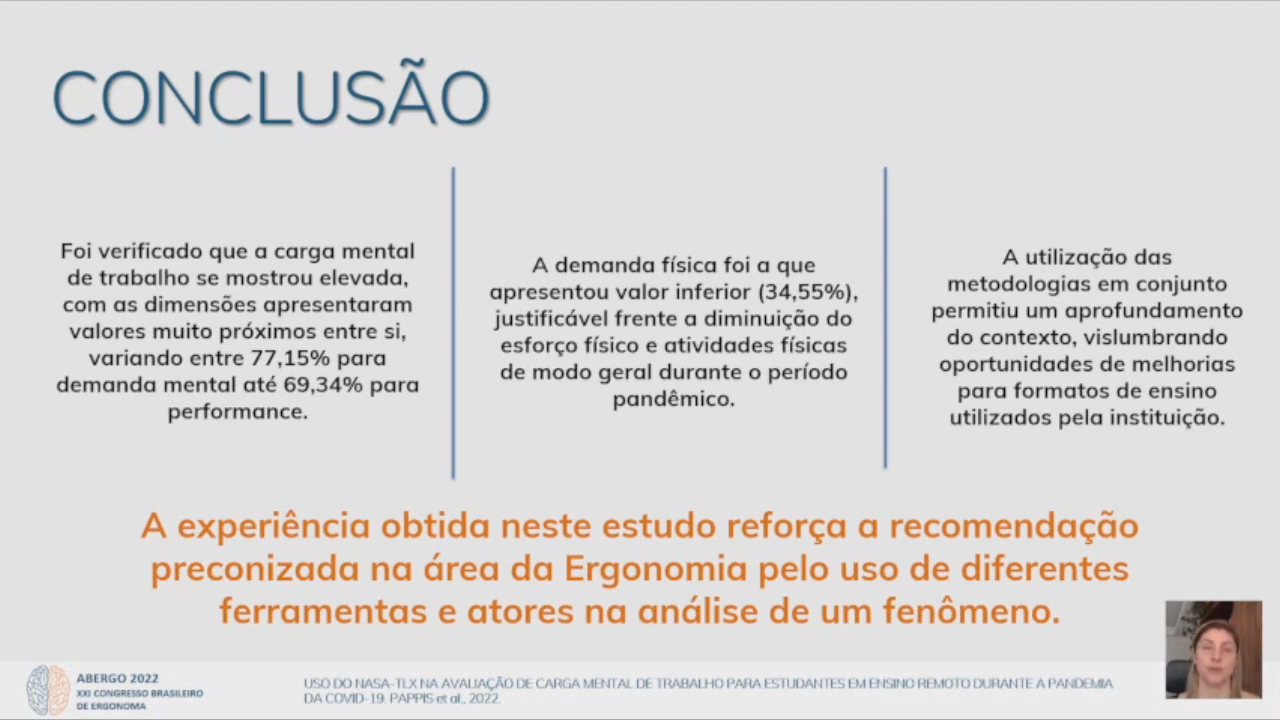 CONCLUSÃO
Foi verificado que a carga mental
de trabalho se mostrou elevada,
com as dimensões apresentaram
valores muito próximos entre si,
variando entre 77,15% para
demanda mental até 69,34% para
performance.
A demanda física foi a que
apresentou valor inferior (34,55%),
justificável frente a diminuição do
esforço físico e atividades físicas
de modo geral durante o período
pandêmico.
A utilização das
metodologias em conjunto
permitiu um aprofundamento
do contexto, vislumbrando
oportunidades de melhorias
para formatos de ensino
utilizados pela instituição.
A experiência obtida neste estudo reforça a recomendação
preconizada na área da Ergonomia pelo uso de diferentes
ferramentas e atores na análise de um fenômeno.
ABERGO 2022
XXI CONGRESSO BRASILEIRO
DE ERGONOMA
USO DO NASA-TLX NA AVALIAÇÃO DE CARGA MENTAL DE TRABALHO PARA ESTUDANTES EM ENSINO REMOTO DURANTE A PANDEMIA
DA COVID-19. PAPPIS et al., 2022.